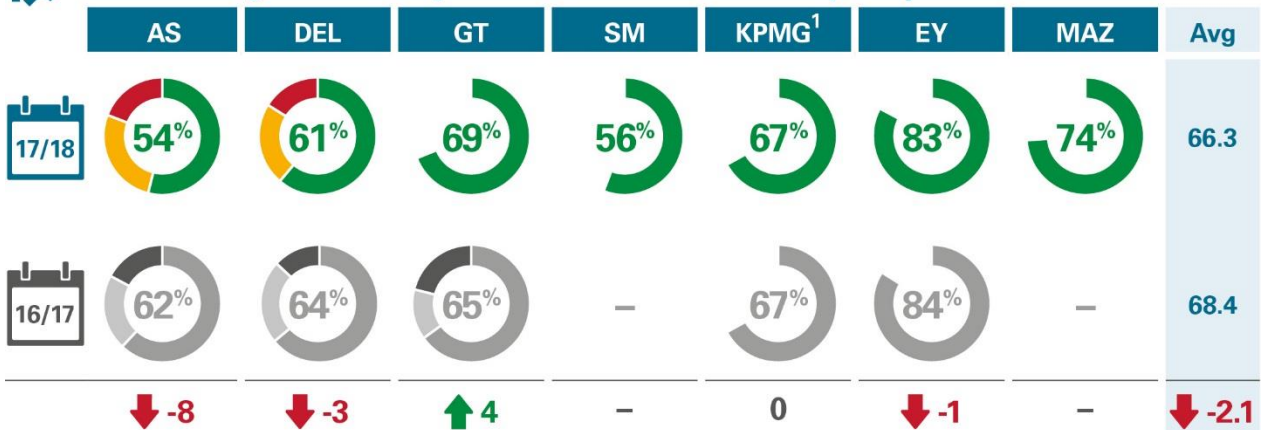 AS DEL GT SM KPMG¹ EY MAZ Avg
17/18 54% 61% 69% 56% 67% 83% 74% 66.3
16/17 62% 64% 65% – 67% 84% – 68.4
-8 -3 4 – 0 -1 – -2.1